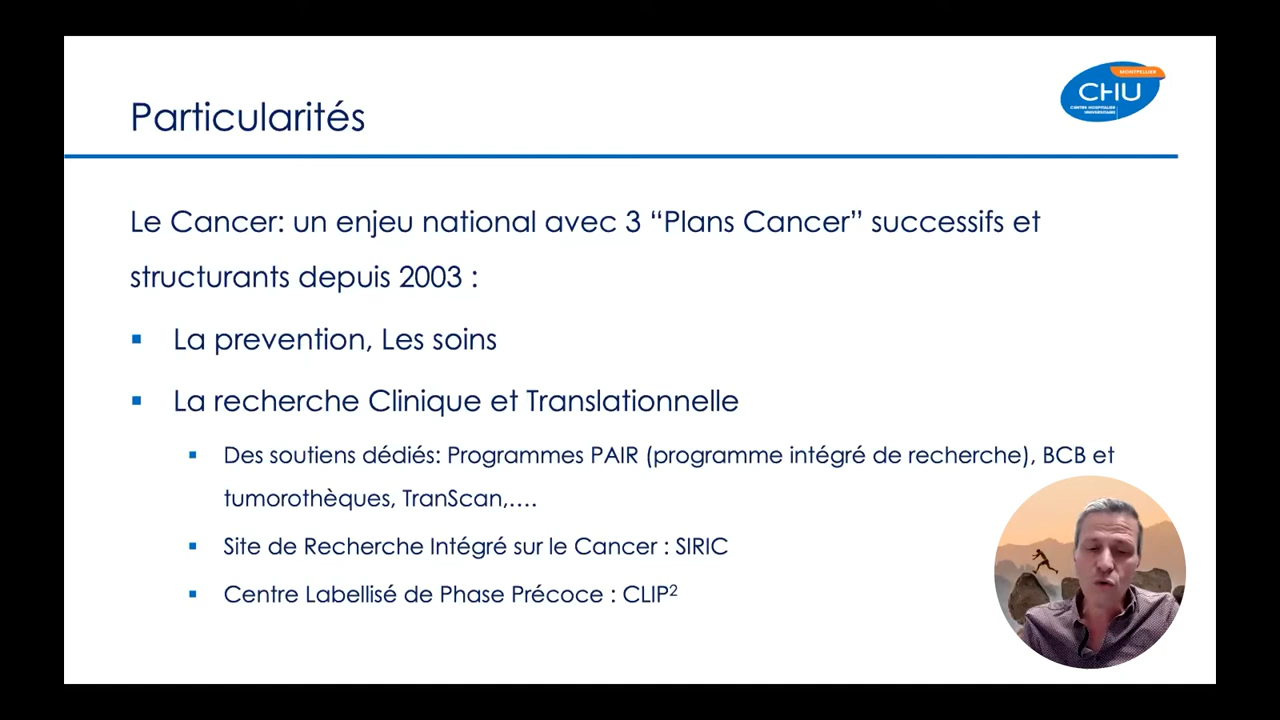 MONTPELLIER
CHU
CENTRE HOSPITALIER
UNIVERSITAIRE
Particularités
Le Cancer: un enjeu national avec 3 “Plans Cancer” successifs et
structurants depuis 2003 :
La prevention, Les soins
La recherche Clinique et Translationnelle
Des soutiens dédiés: Programmes PAIR (programme intégré de recherche), BCB et
tumorothèques, TranScan,....
Site de Recherche Intégré sur le Cancer : SIRIC
Centre Labellisé de Phase Précoce : CLIP²